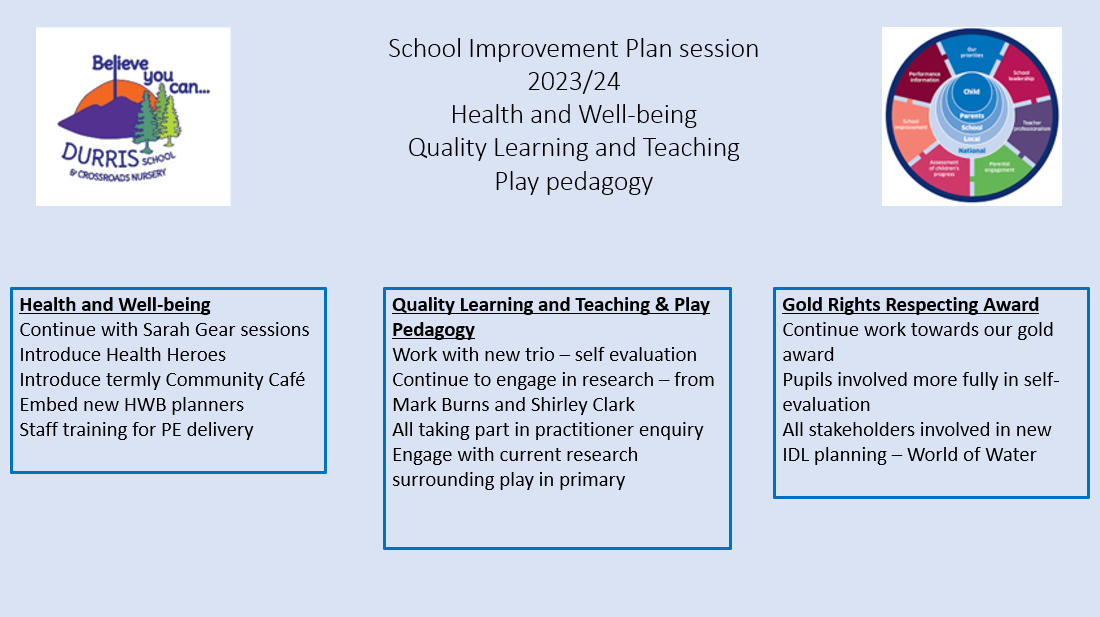 Believe
you
can...
DURRIS SCHOOL
& CROSSROADS NURSERY
School Improvement Plan session
2023/24
Health and Well-being
Quality Learning and Teaching
Play pedagogy
Our
priorities
School
leadership
Teacher
professionalism
Parental
engagement
Assessment
of children's
progress
School
improvement
Performance
information
Child
Parents
School
Local
National
Health and Well-being
Continue with Sarah Gear sessions
Introduce Health Heroes
Introduce termly Community Café
Embed new HWB planners
Staff training for PE delivery
Quality Learning and Teaching & Play
Pedagogy
Work with new trio – self evaluation
Continue to engage in research – from
Mark Burns and Shirley Clark
All taking part in practitioner enquiry
Engage with current research
surrounding play in primary
Gold Rights Respecting Award
Continue work towards our gold
award
Pupils involved more fully in self-
evaluation
All stakeholders involved in new
IDL planning – World of Water